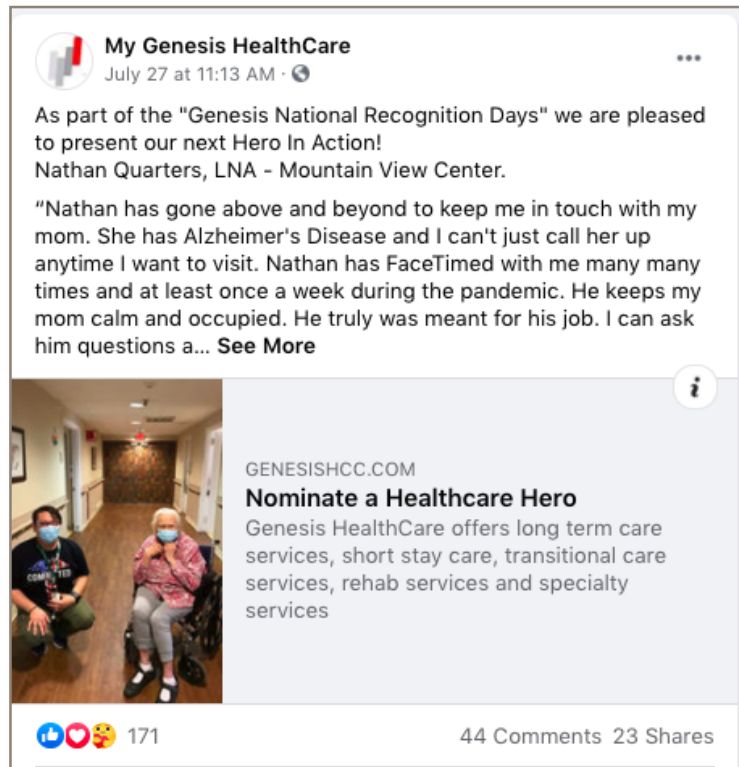 My Genesis HealthCare
July 27 at 11:13 AM ·
As part of the "Genesis National Recognition Days" we are pleased
to present our next Hero In Action!
Nathan Quarters, LNA - Mountain View Center.
“Nathan has gone above and beyond to keep me in touch with my
mom. She has Alzheimer's Disease and I can't just call her up
anytime I want to visit. Nathan has FaceTimed with me many many
times and at least once a week during the pandemic. He keeps my
mom calm and occupied. He truly was meant for his job. I can ask
him questions a... See More
i
GENESISHCC.COM
Nominate a Healthcare Hero
Genesis HealthCare offers long term care
services, short stay care, transitional care
services, rehab services and specialty
services
171
44 Comments 23 Shares